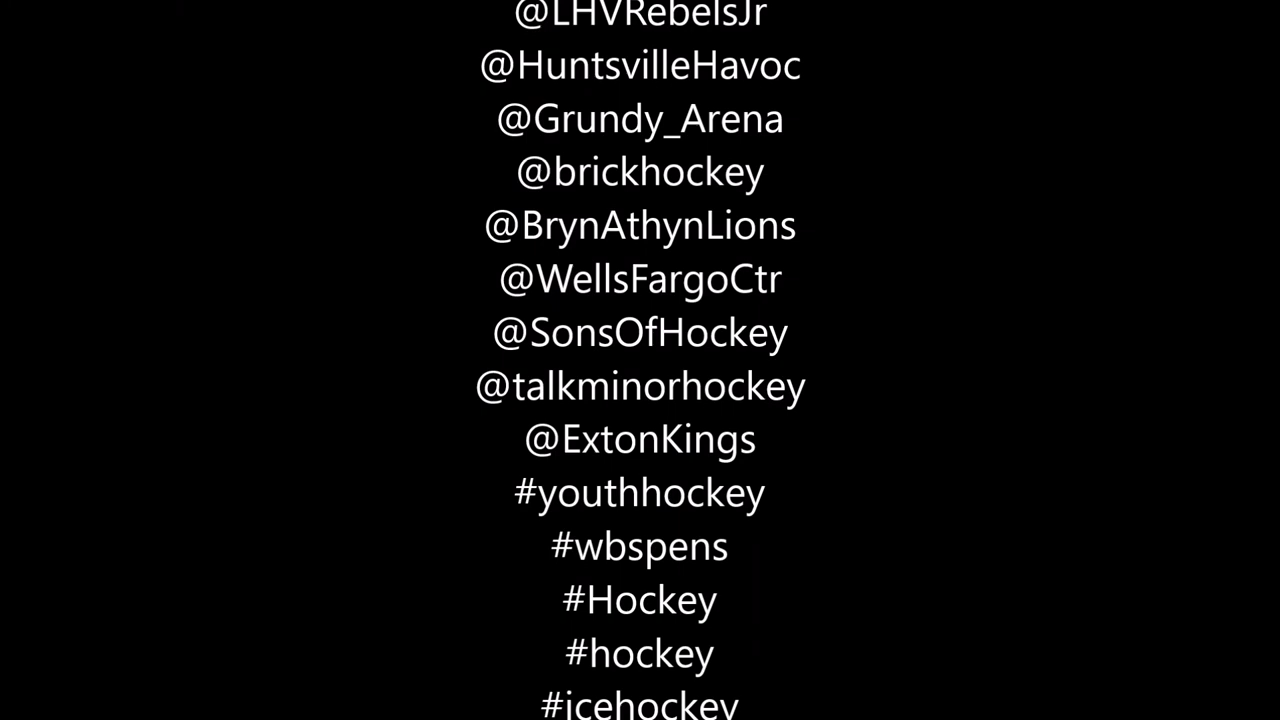 @LHVRebelsJr
@HuntsvilleHavoc
@Grundy_Arena
@brickhockey
@BrynAthynLions
@WellsFargoCtr
@SonsOfHockey
@talkminorhockey
@ExtonKings
#youthhockey
#wbspens
#Hockey
#hockey
#icehockey